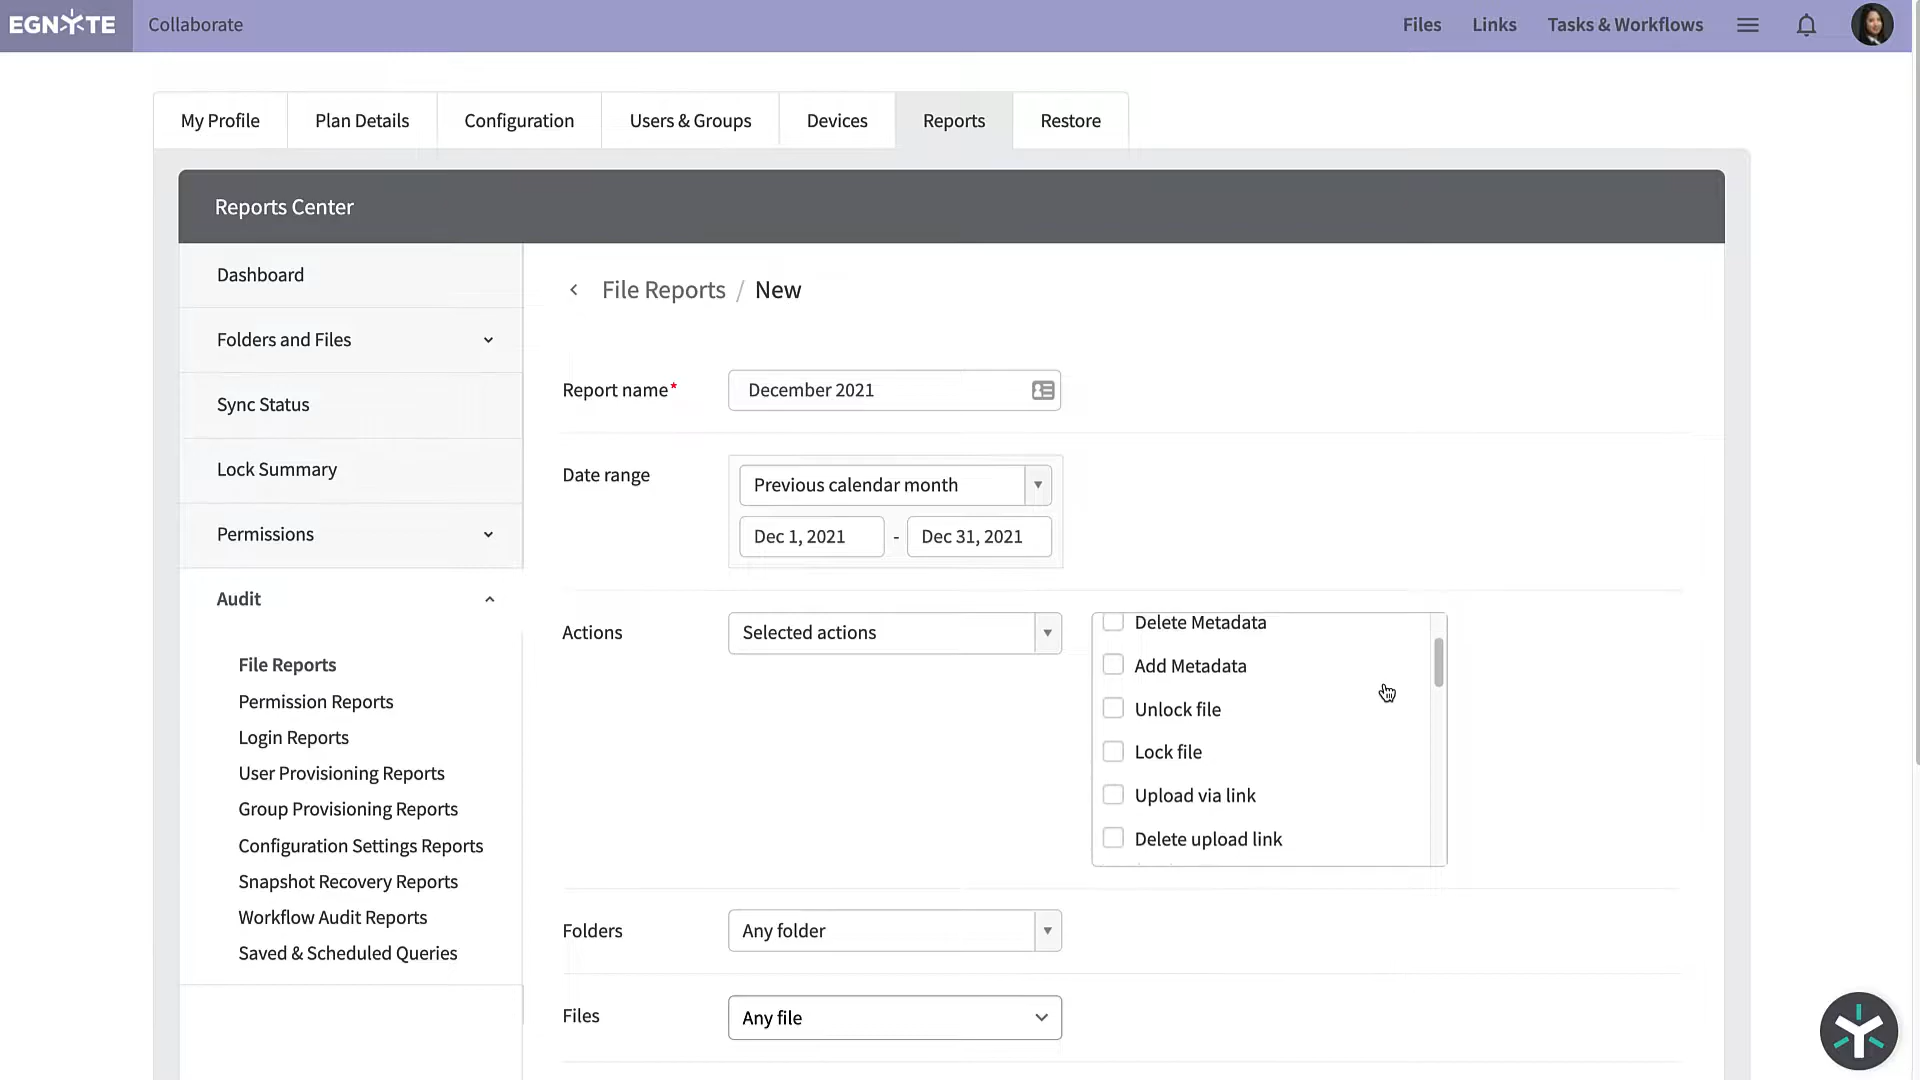 EGNYTE Collaborate Files Links Tasks & Workflows
My Profile Plan Details Configuration Users & Groups Devices Reports Restore
Reports Center
Dashboard
Folders and Files
Sync Status
Lock Summary
Permissions
Audit
File Reports
Permission Reports
Login Reports
User Provisioning Reports
Group Provisioning Reports
Configuration Settings Reports
Snapshot Recovery Reports
Workflow Audit Reports
Saved & Scheduled Queries
< File Reports / New
Report name* December 2021
Date range Previous calendar month
Dec 1, 2021 - Dec 31, 2021
Actions Selected actions
Delete Metadata
Add Metadata
Unlock file
Lock file
Upload via link
Delete upload link
Folders Any folder
Files Any file